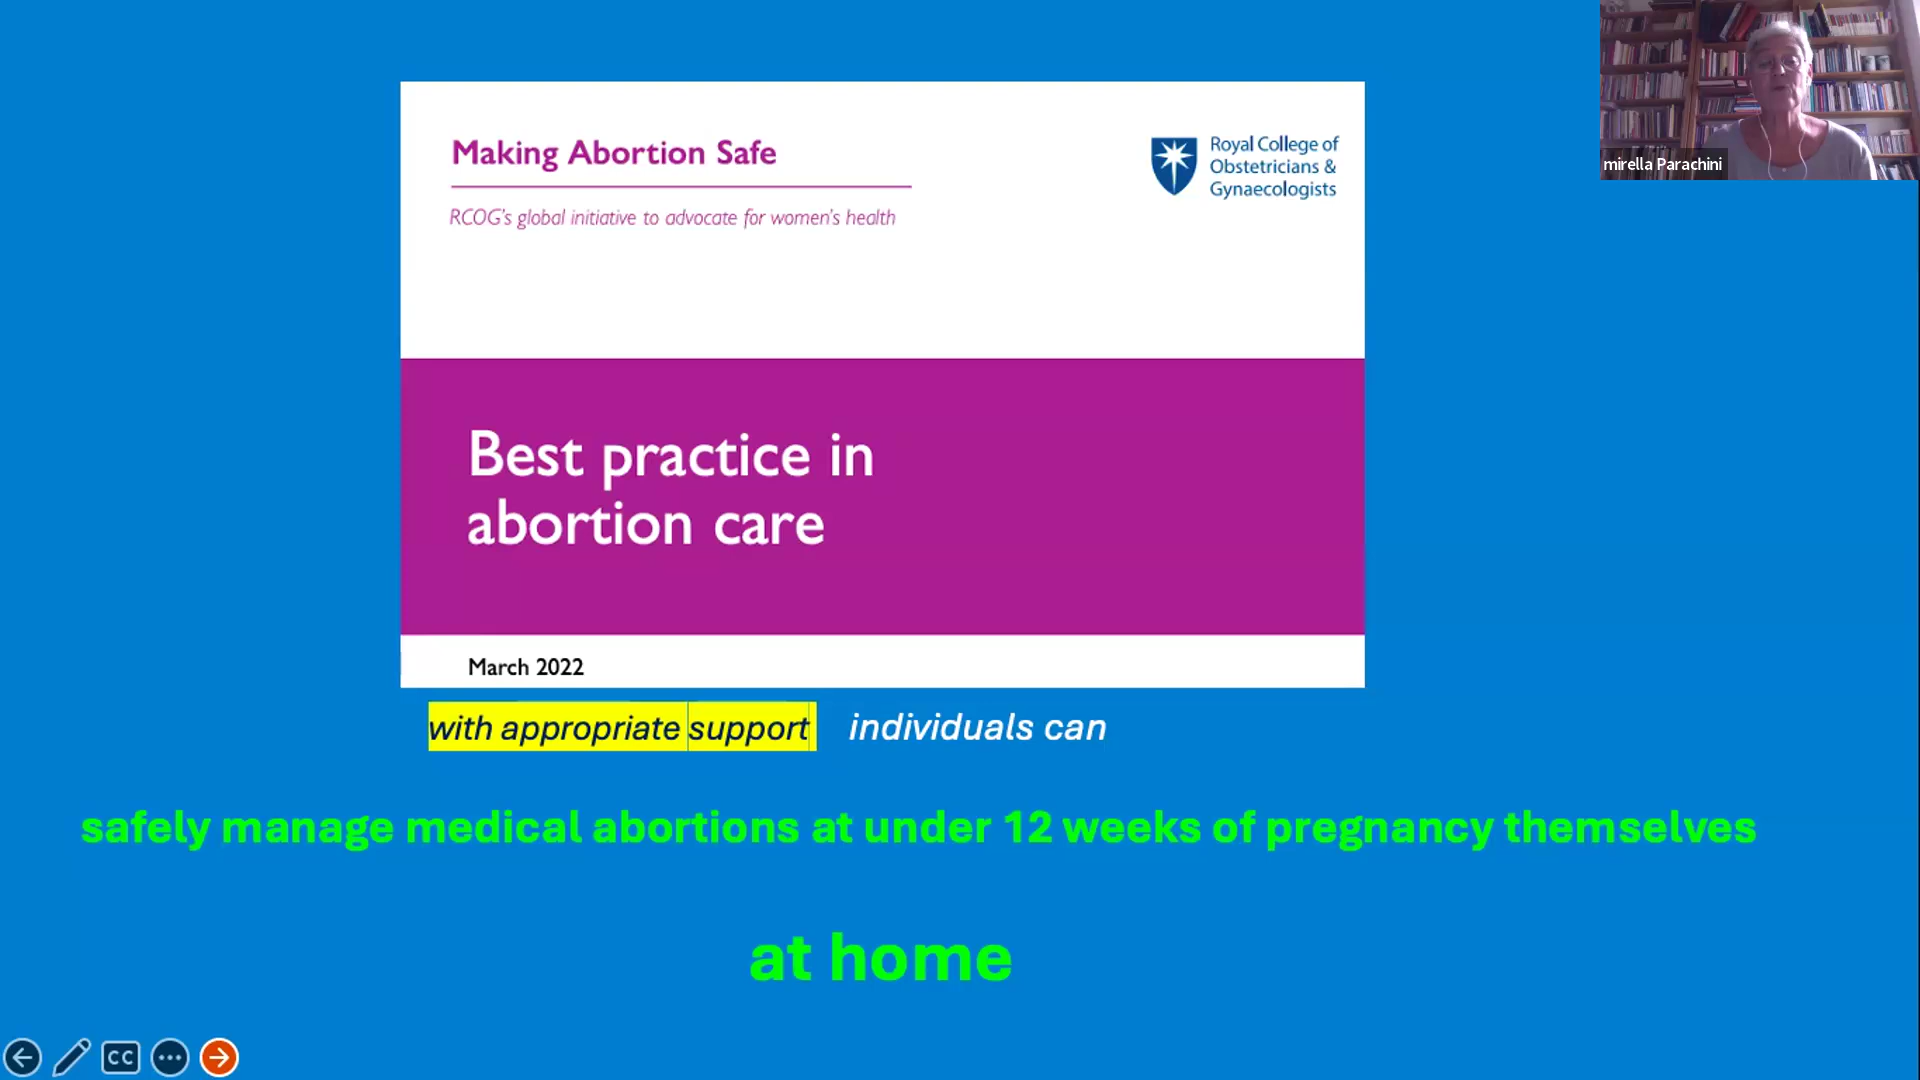 Making Abortion Safe
RCOG's global initiative to advocate for women's health
Royal College of
Obstetricians &
Gynaecologists
mirella Parachini
Best practice in
abortion care
March 2022
with appropriate support individuals can
safely manage medical abortions at under 12 weeks of pregnancy themselves
at home
CC